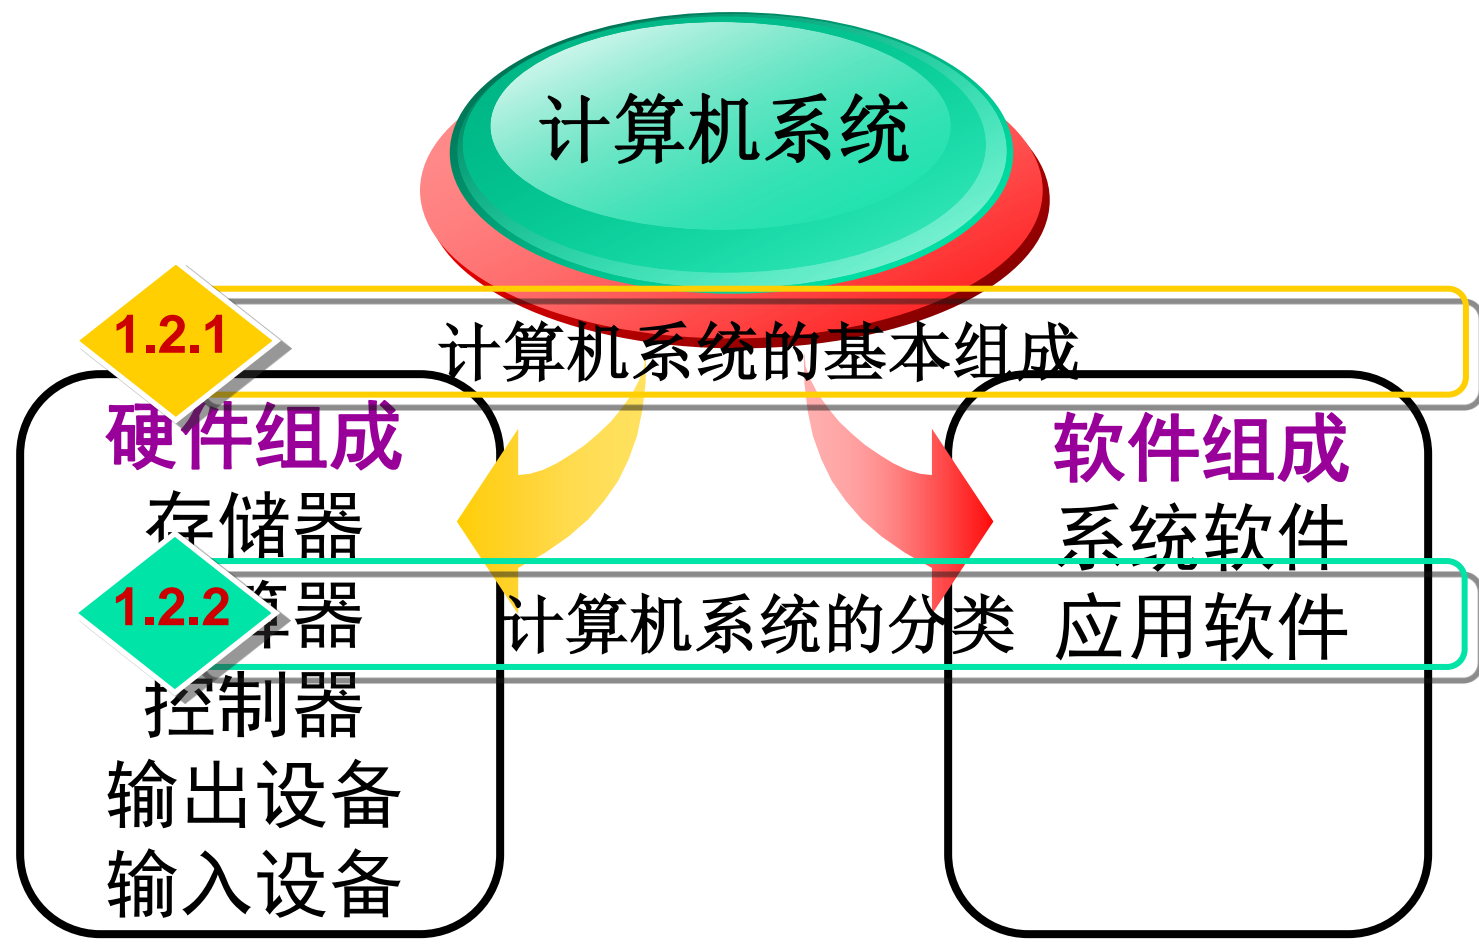 计算机系统
1.2.1
计算机系统的基本组成
硬件组成
存储器
算器
控制器
输出设备
输入设备
软件组成
系统软件
应用软件
1.2.2
计算机系统的分类